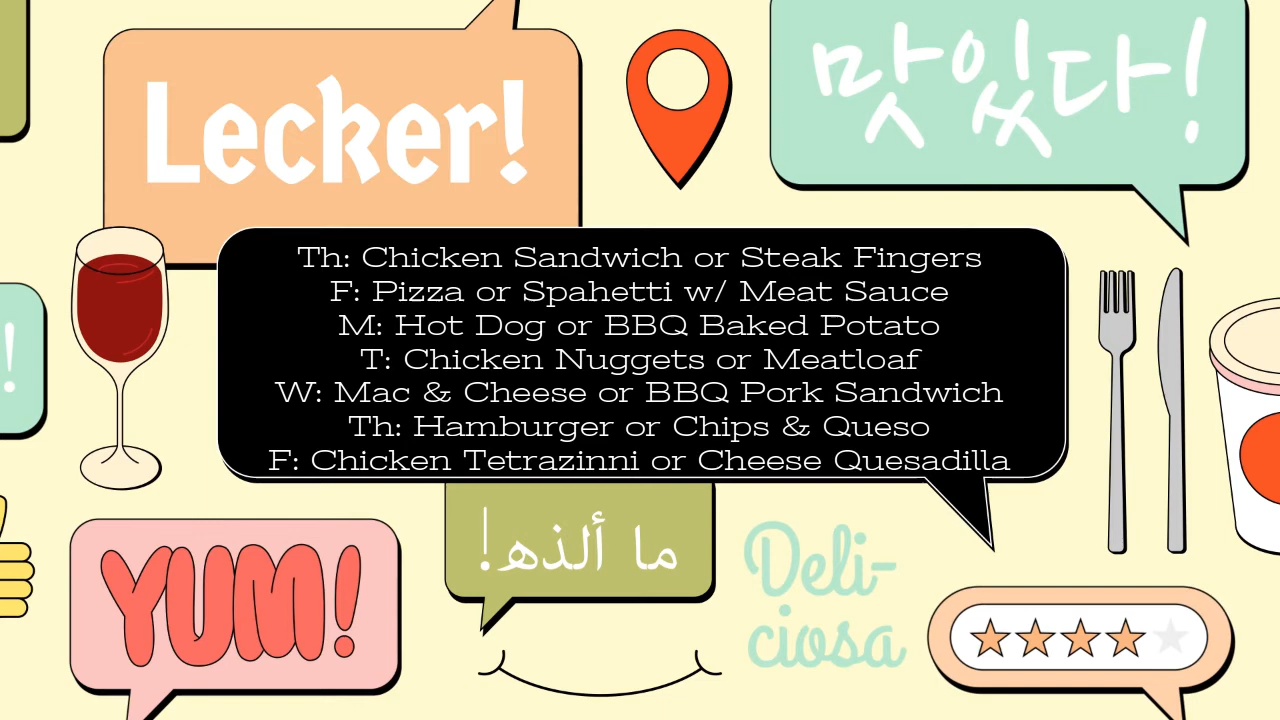 Lecker!
맛있다!
!
Th: Chicken Sandwich or Steak Fingers
F: Pizza or Spahetti w/ Meat Sauce
M: Hot Dog or BBQ Baked Potato
T: Chicken Nuggets or Meatloaf
W: Mac & Cheese or BBQ Pork Sandwich
Th: Hamburger or Chips & Queso
F: Chicken Tetrazinni or Cheese Quesadilla
YUM!
ما ألذه!
Deli-
ciosa